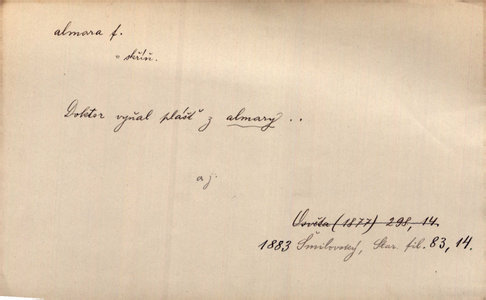 almara f.
" skříň.
Doktor vyňal plášť z almary ..
aj.
Osvěta (1877) 298, 14.
1883 Šmilovský, Star. fil. 83, 14.